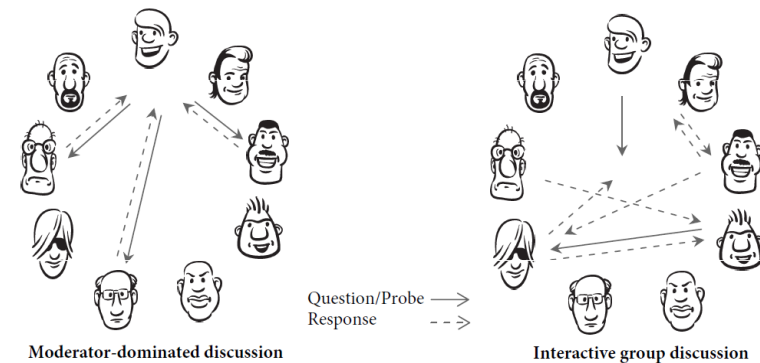 Question/Probe
Response
Moderator-dominated discussion
Interactive group discussion